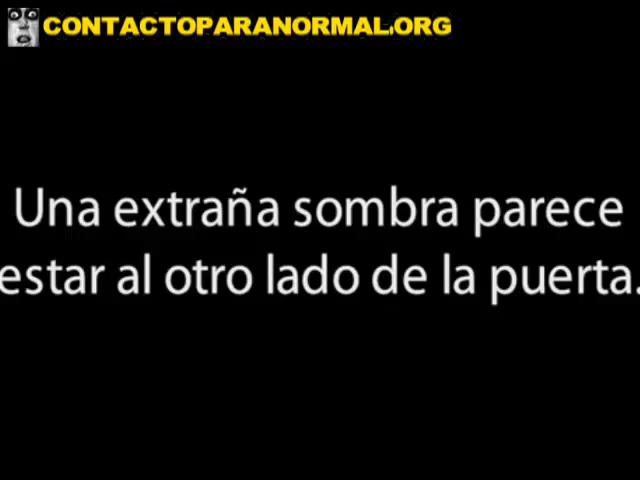 CONTACTOPARANORMAL.ORG
Una extraña sombra parece
estar al otro lado de la puerta.